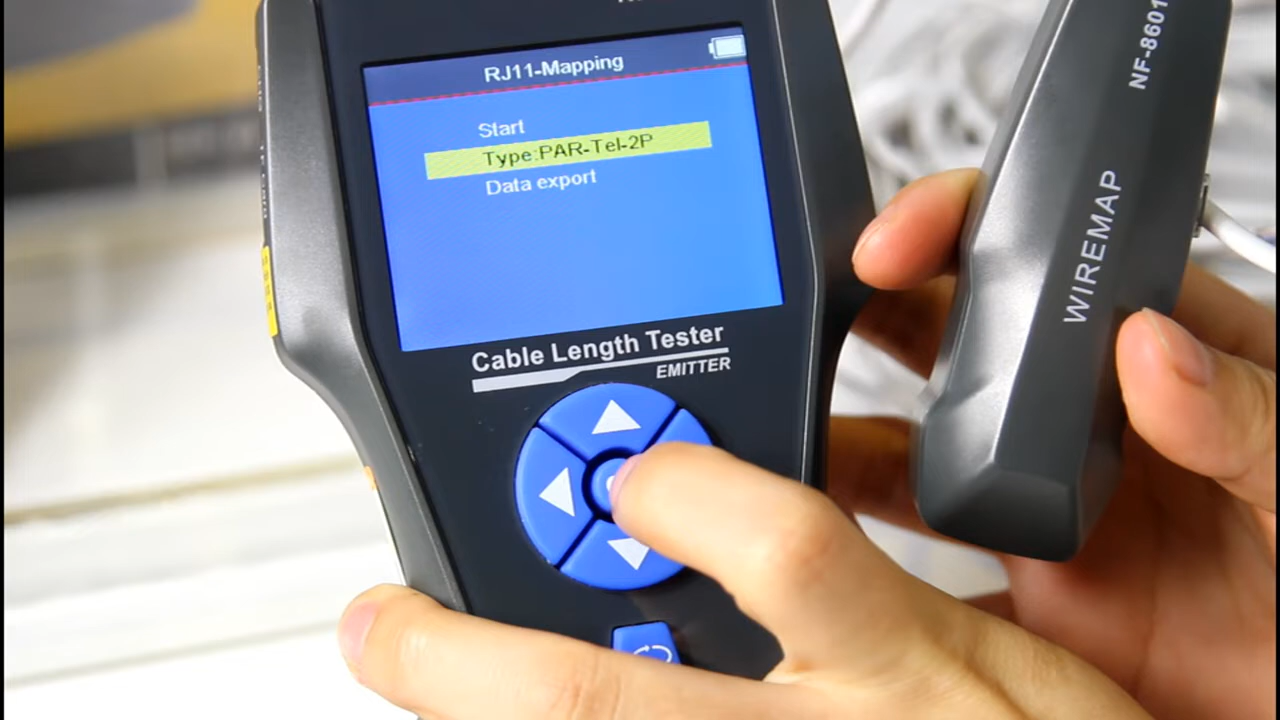 RJ11-Mapping
Start
Type:PAR-Tel-2P
Data export
Cable Length Tester
EMITTER
NF-8601
WIREMAP